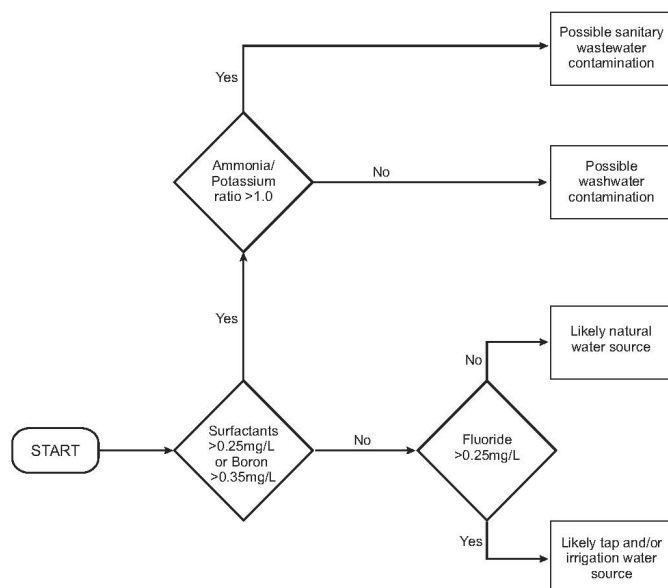 Possible sanitary
wastewater
contamination
Yes
Ammonia/
Potassium
ratio >1.0
No
Possible
washwater
contamination
Yes
Likely natural
water source
No
START
Surfactants
>0.25mg/L
or Boron
>0.35mg/L
No
Fluoride
>0.25mg/L
Yes
Likely tap and/or
irrigation water
source